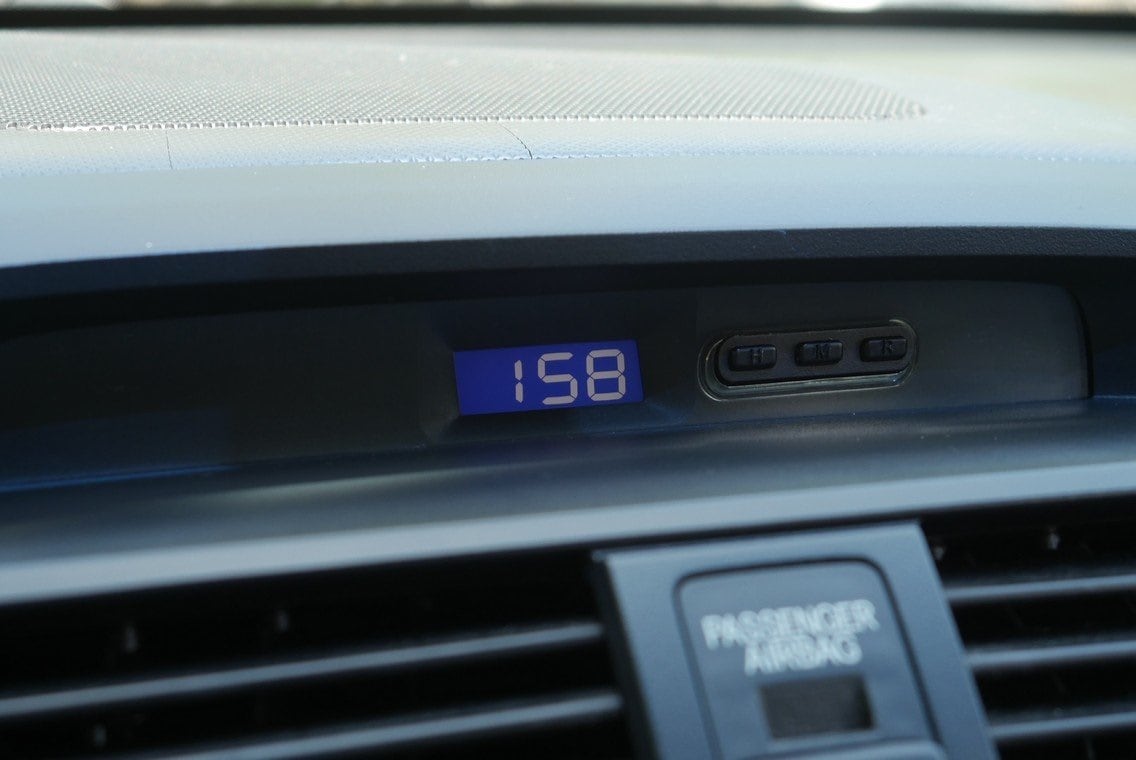 158
H M R
PASSENGER
AIRBAG